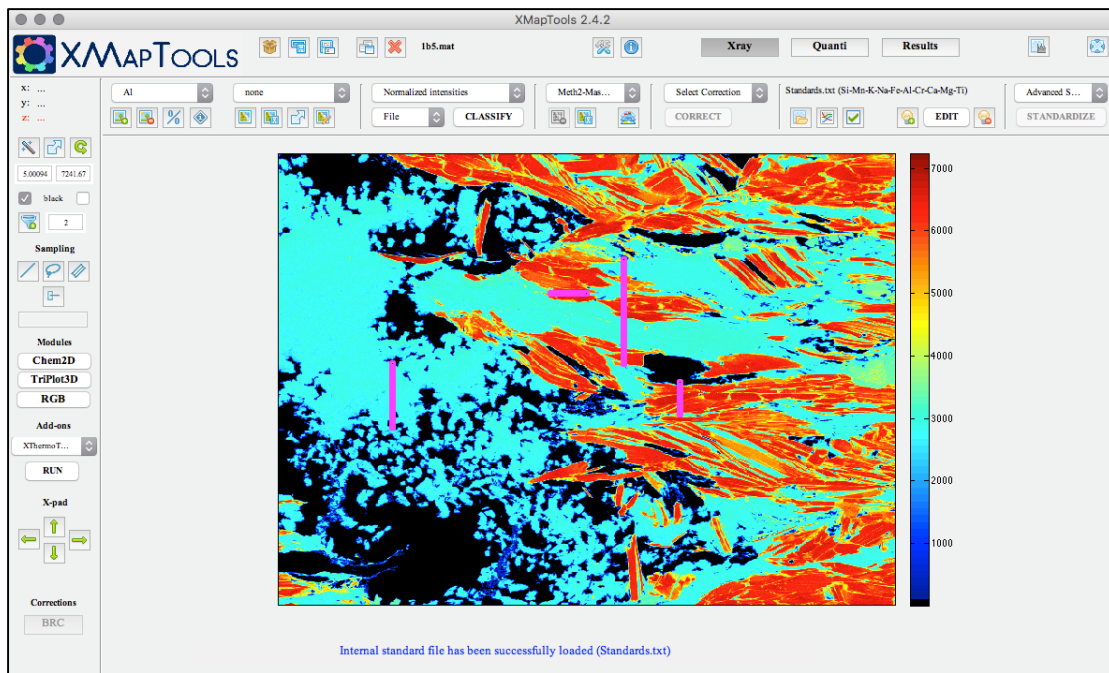 XMapTools 2.4.2
XMAPTOOLS
1b5.mat
Xray
Quanti
Results
x: ...
y: ...
z: ...
Al
none
Normalized intensities
Meth2-Mas...
Select Correction
Standards.txt (Si-Mn-K-Na-Fe-Al-Cr-Ca-Mg-Ti)
Advanced S...
File
CLASSIFY
CORRECT
EDIT
STANDARDIZE
5.00094
7241.67
black
2
Sampling
Modules
Chem2D
TriPlot3D
RGB
Add-ons
XThermoT...
RUN
X-pad
Corrections
BRC
7000
6000
5000
4000
3000
2000
1000
Internal standard file has been successfully loaded (Standards.txt)